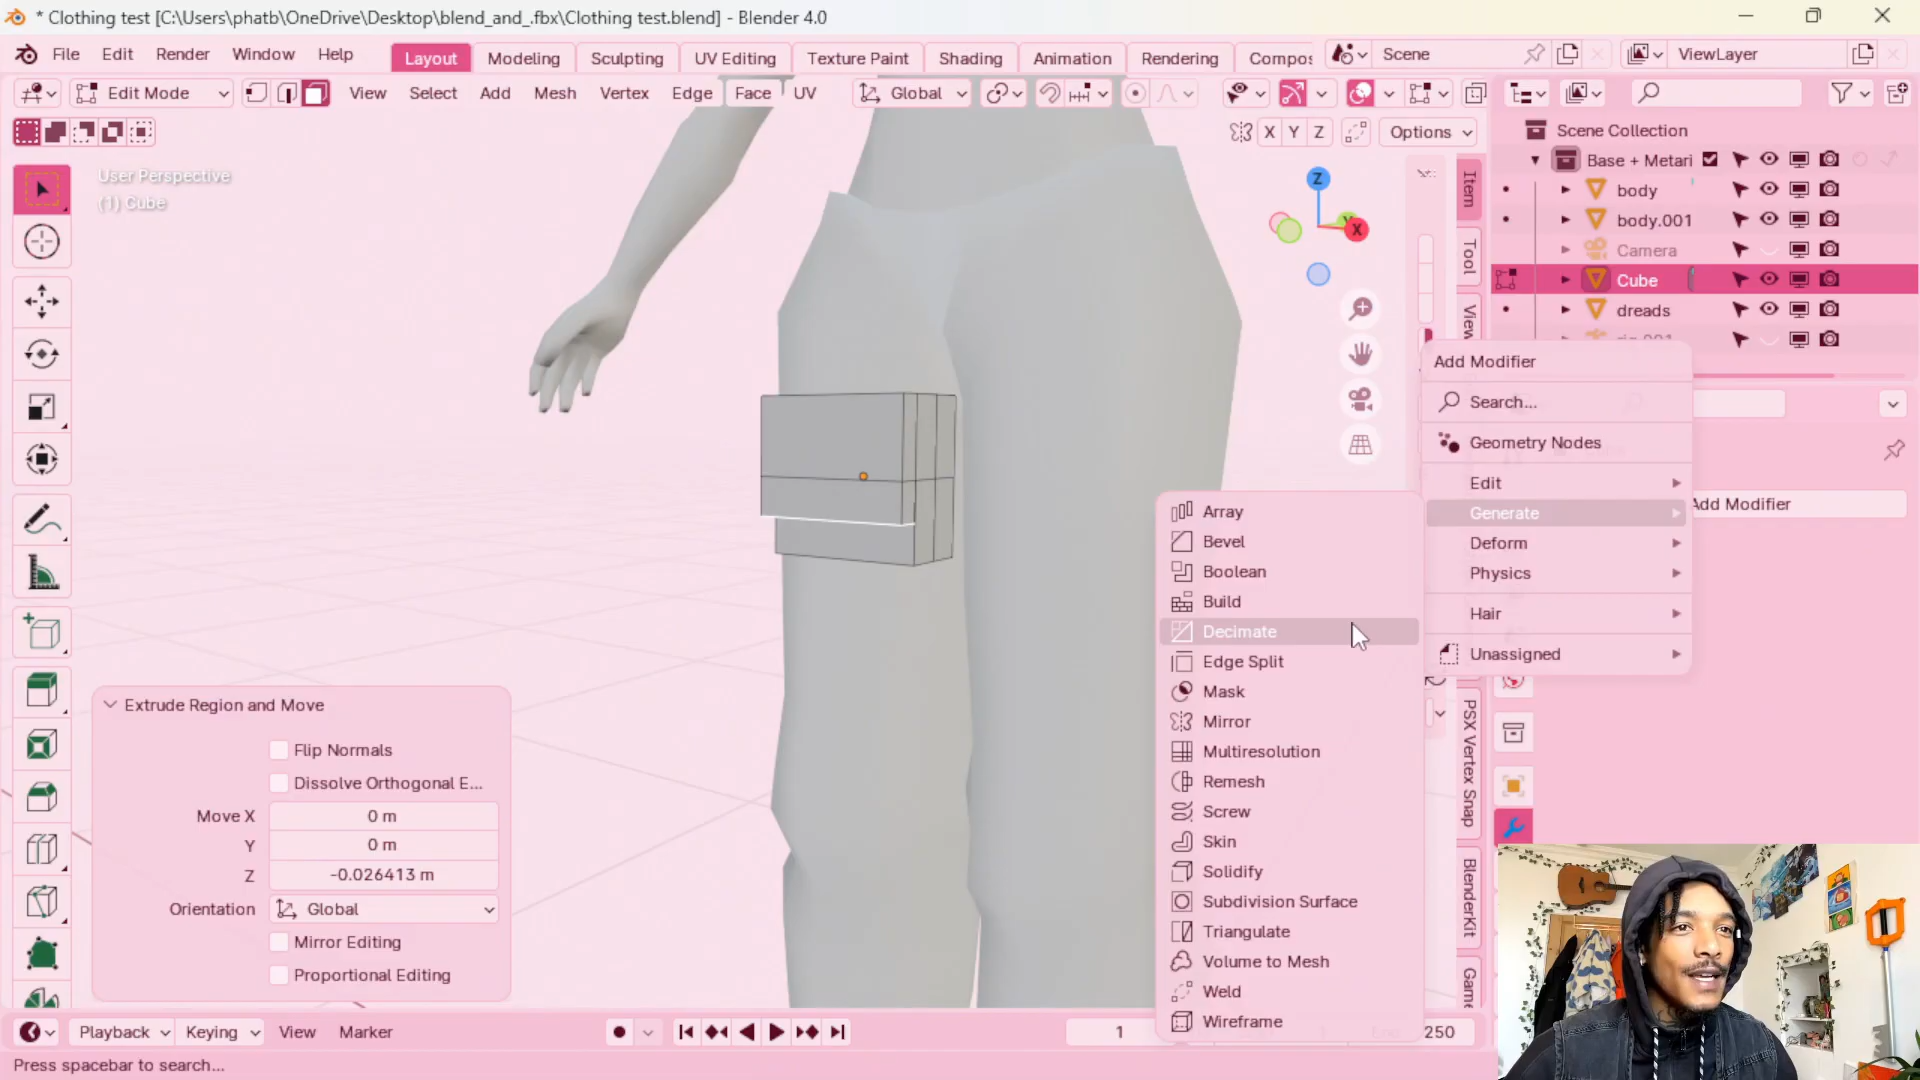 * Clothing test [C:\Users\phatb\OneDrive\Desktop\blend_and_.fbx\Clothing test.blend] - Blender 4.0
File Edit Render Window Help
Layout Modeling Sculpting UV Editing Texture Paint Shading Animation Rendering Compos
Scene
ViewLayer
Edit Mode
View Select Add Mesh Vertex Edge Face UV
Global
X Y Z
Options
User Perspective
(1) Cube
Z
Y
X
Item
Tool
View
PSX Vertex Snap
BlenderKit
Game
Scene Collection
Base + Metari
body
body.001
Camera
Cube
dreads
rig.001
Add Modifier
Search...
Geometry Nodes
Edit
Generate
Deform
Physics
Hair
Unassigned
Add Modifier
Array
Bevel
Boolean
Build
Decimate
Edge Split
Mask
Mirror
Multiresolution
Remesh
Screw
Skin
Solidify
Subdivision Surface
Triangulate
Volume to Mesh
Weld
Wireframe
Extrude Region and Move
Flip Normals
Dissolve Orthogonal E...
Move X 0 m
Y 0 m
Z -0.026413 m
Orientation Global
Mirror Editing
Proportional Editing
Playback Keying View Marker
1
250
Press spacebar to search...